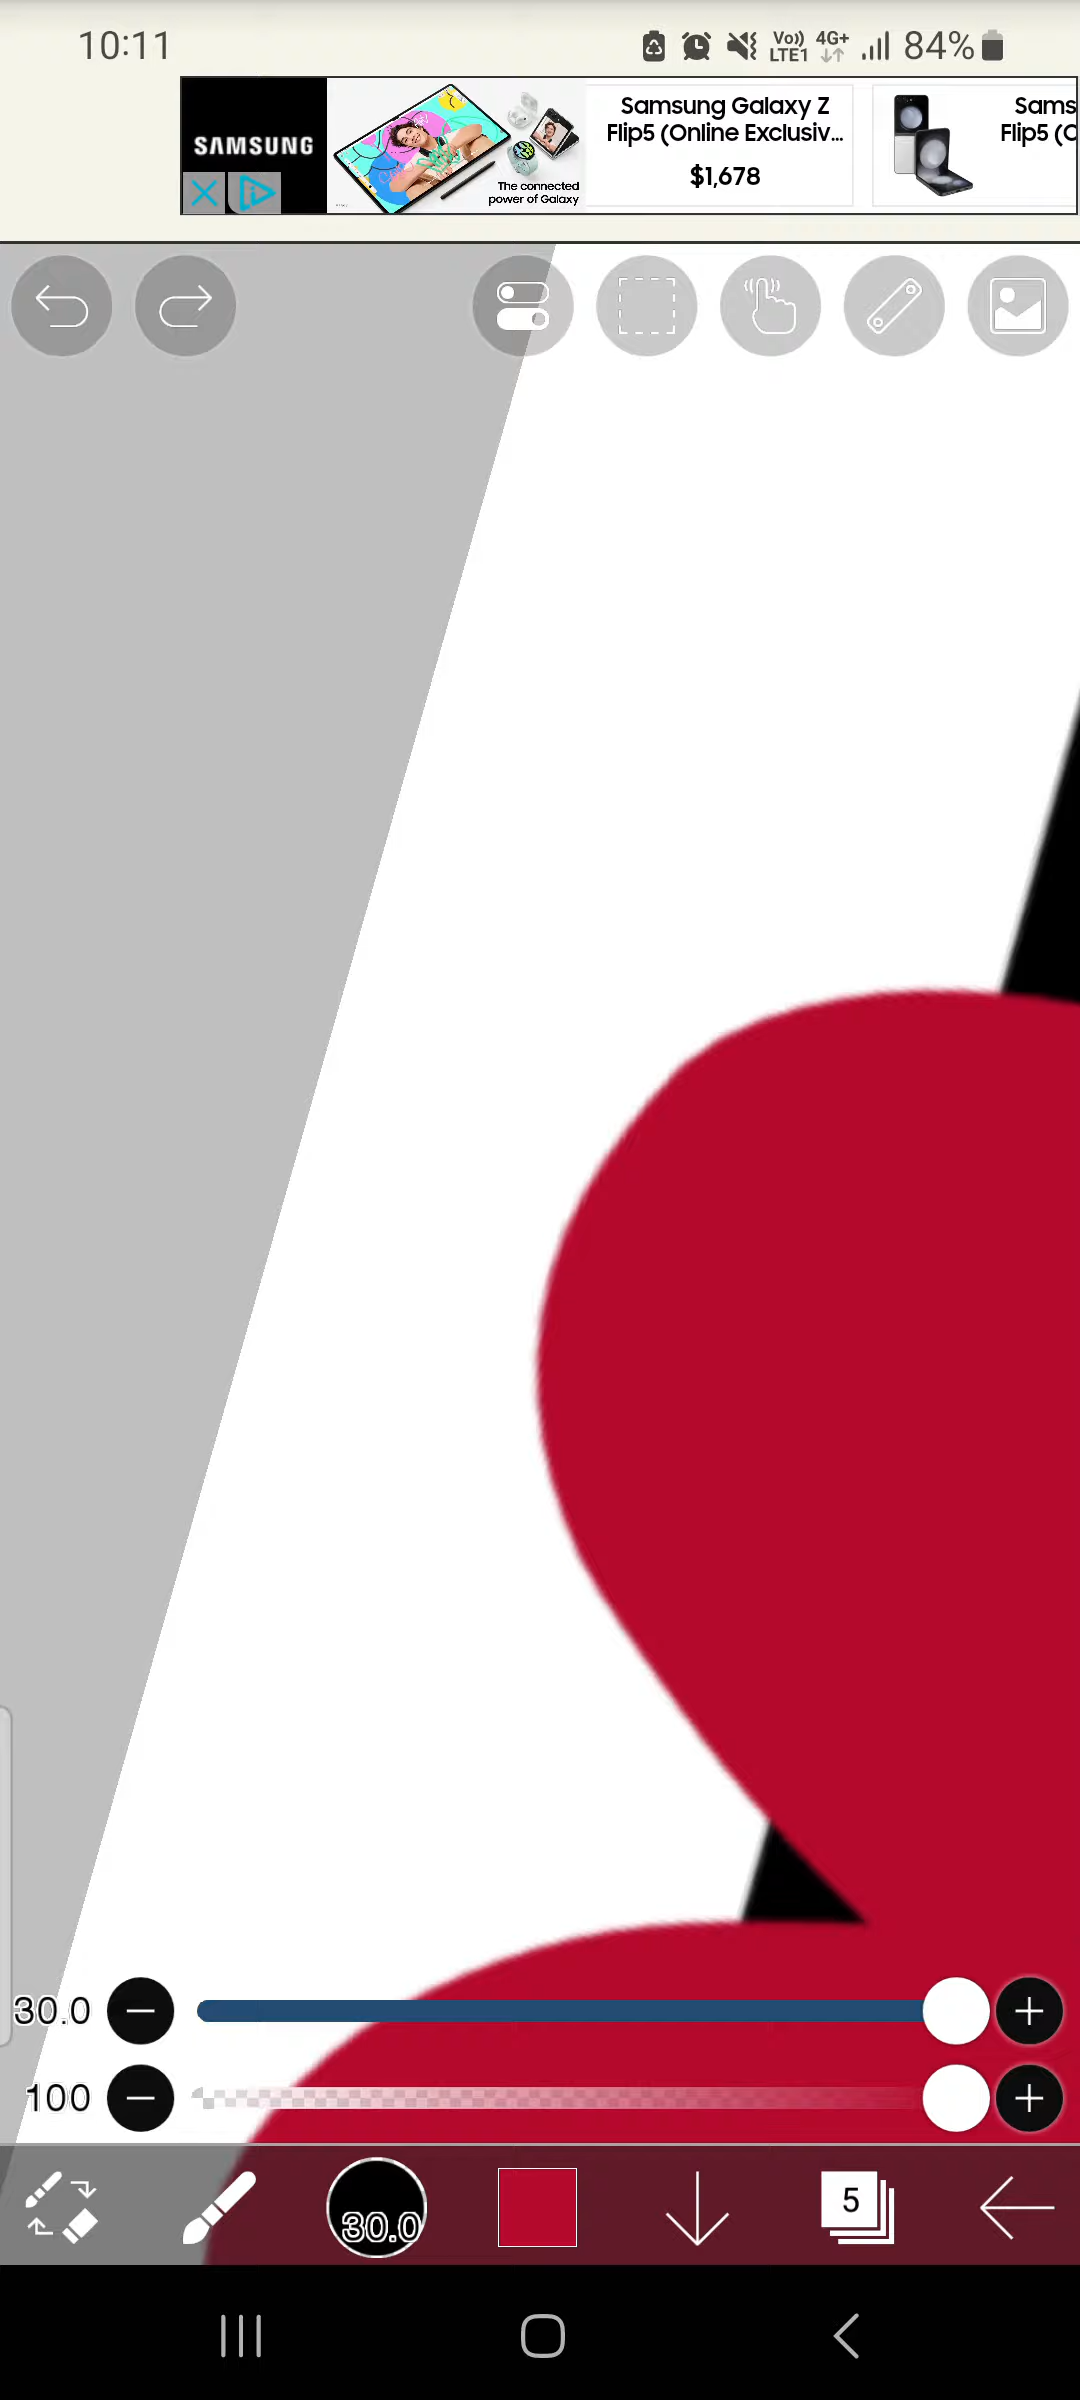 10:11
Vo))
LTE1
4G+
84%
SAMSUNG
The connected
power of Galaxy
Samsung Galaxy Z
Flip5 (Online Exclusiv...
$1,678
Sams
Flip5 (O
30.0
100
30.0
5